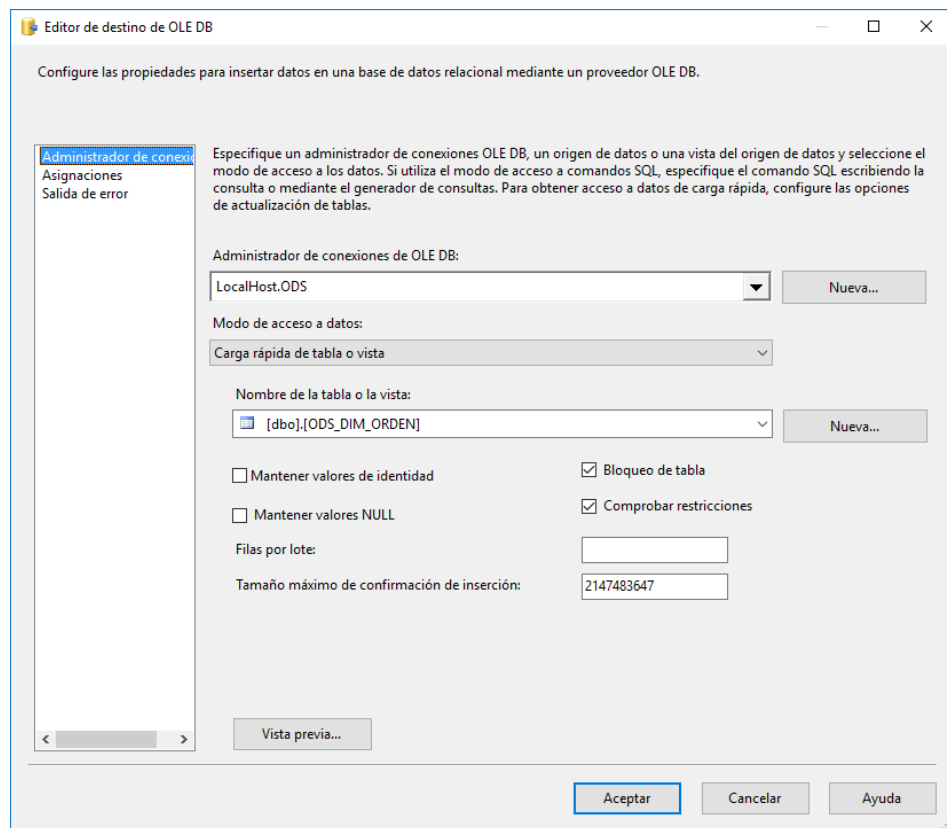 Editor de destino de OLE DB
Configure las propiedades para insertar datos en una base de datos relacional mediante un proveedor OLE DB.
Administrador de conexi
Asignaciones
Salida de error
Especifique un administrador de conexiones OLE DB, un origen de datos o una vista del origen de datos y seleccione el
modo de acceso a los datos. Si utiliza el modo de acceso a comandos SQL, especifique el comando SQL escribiendo la
consulta o mediante el generador de consultas. Para obtener acceso a datos de carga rápida, configure las opciones
de actualización de tablas.
Administrador de conexiones de OLE DB:
LocalHost.ODS
Nueva...
Modo de acceso a datos:
Carga rápida de tabla o vista
Nombre de la tabla o la vista:
[dbo].[ODS_DIM_ORDEN]
Nueva...
Mantener valores de identidad
Bloqueo de tabla
Mantener valores NULL
Comprobar restricciones
Filas por lote:
Tamaño máximo de confirmación de inserción:
2147483647
Vista previa...
Aceptar
Cancelar
Ayuda